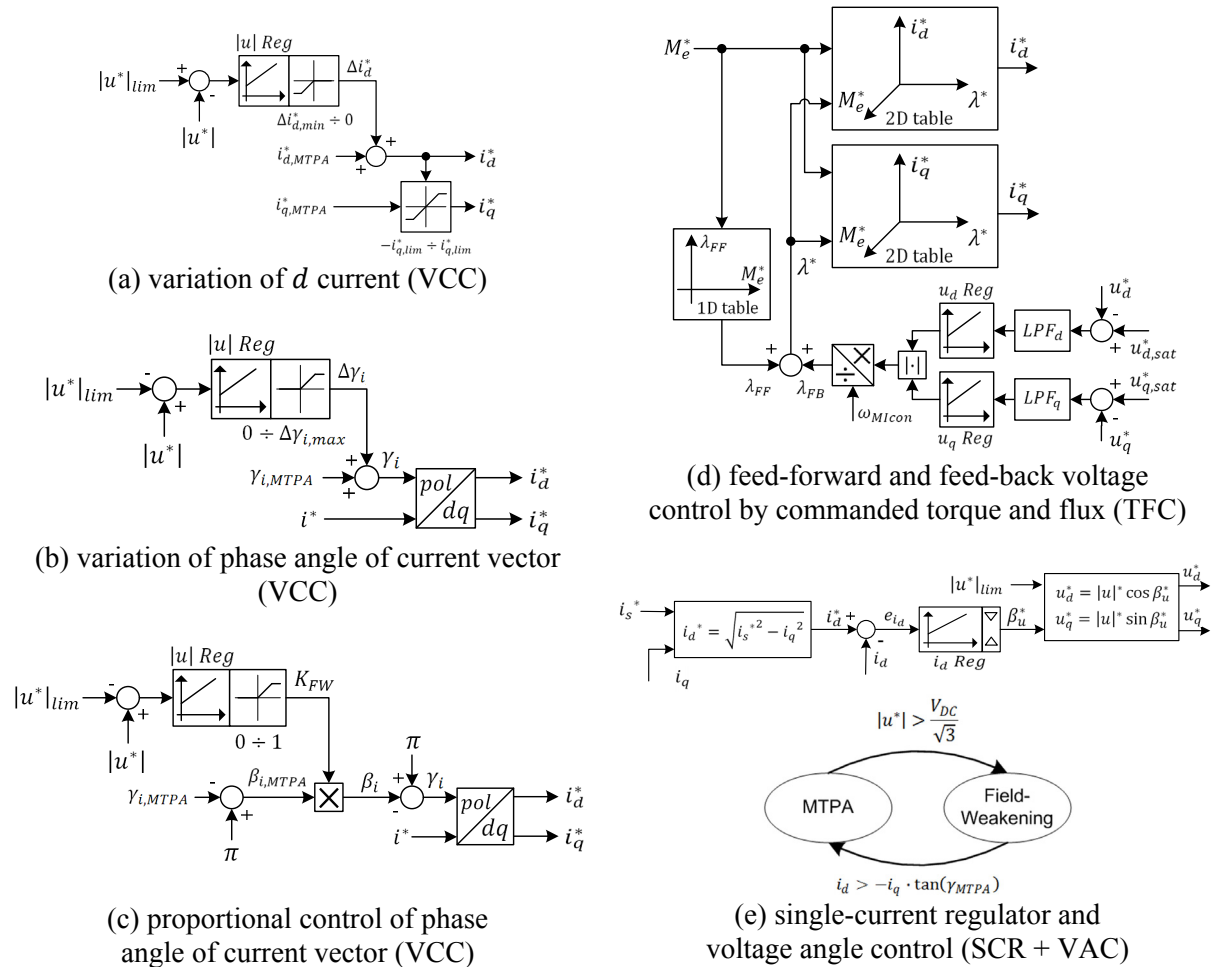 |u| Reg
|u*|lim
+
-
|u*|
Δi*d
Δi*d,min ÷ 0
i*d,MTPA
+
+
i*d
i*q,MTPA
i*q
−i*q,lim ÷ i*q,lim
(a) variation of d current (VCC)
|u| Reg
|u*|lim
-
+
|u*|
Δγi
0 ÷ Δγi,max
γi,MTPA
+
+
γi
pol
dq
i*
i*d
i*q
(b) variation of phase angle of current vector
(VCC)
|u| Reg
|u*|lim
-
+
|u*|
KFW
0 ÷ 1
γi,MTPA
-
+
π
βi,MTPA
×
βi
π
+
-
γi
pol
dq
i*
i*d
i*q
(c) proportional control of phase
angle of current vector (VCC)
M*e
i*d
M*e
λ*
2D table
i*d
i*q
M*e
λ*
2D table
i*q
λFF
M*e
1D table
λ*
λFF
+
+
λFB
÷
×
ωMIcon
|·|
ud Reg
LPFd
u*d
-
+
u*d,sat
uq Reg
LPFq
u*q,sat
+
-
u*q
(d) feed-forward and feed-back voltage
control by commanded torque and flux (TFC)
is*
iq
id* = √(is*² − iq²)
i*d
+
-
id
eid
id Reg
β*u
|u*|lim
u*d = |u|* cos β*u
u*q = |u|* sin β*u
u*d
u*q
|u*| > VDC/√3
MTPA
Field-
Weakening
id > −iq · tan(γMTPA)
(e) single-current regulator and
voltage angle control (SCR + VAC)